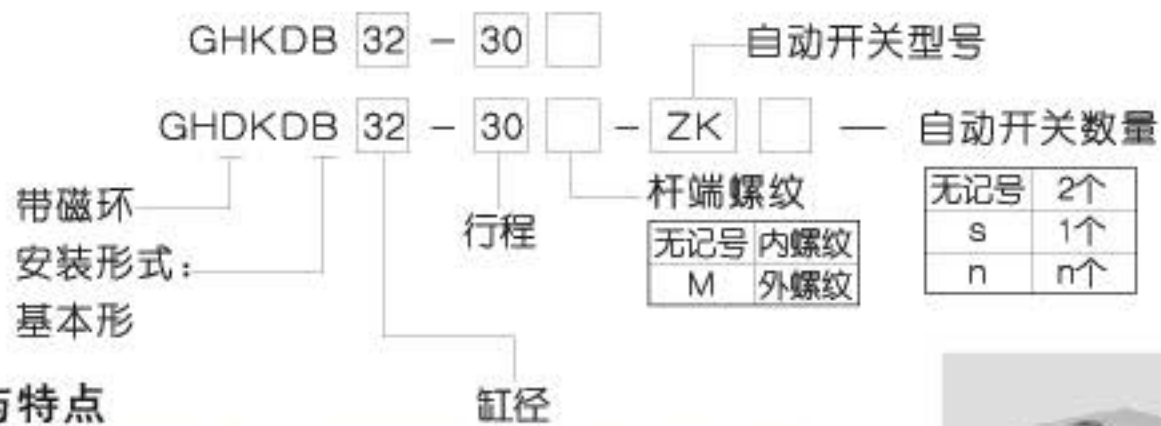 GHKDB 32 - 30
自动开关型号
GHDKDB 32 - 30 - ZK — 自动开关数量
带磁环
安装形式：
基本形
行程
杆端螺纹
无记号 内螺纹
M 外螺纹
无记号 2个
s 1个
n n个
缸径
与特点